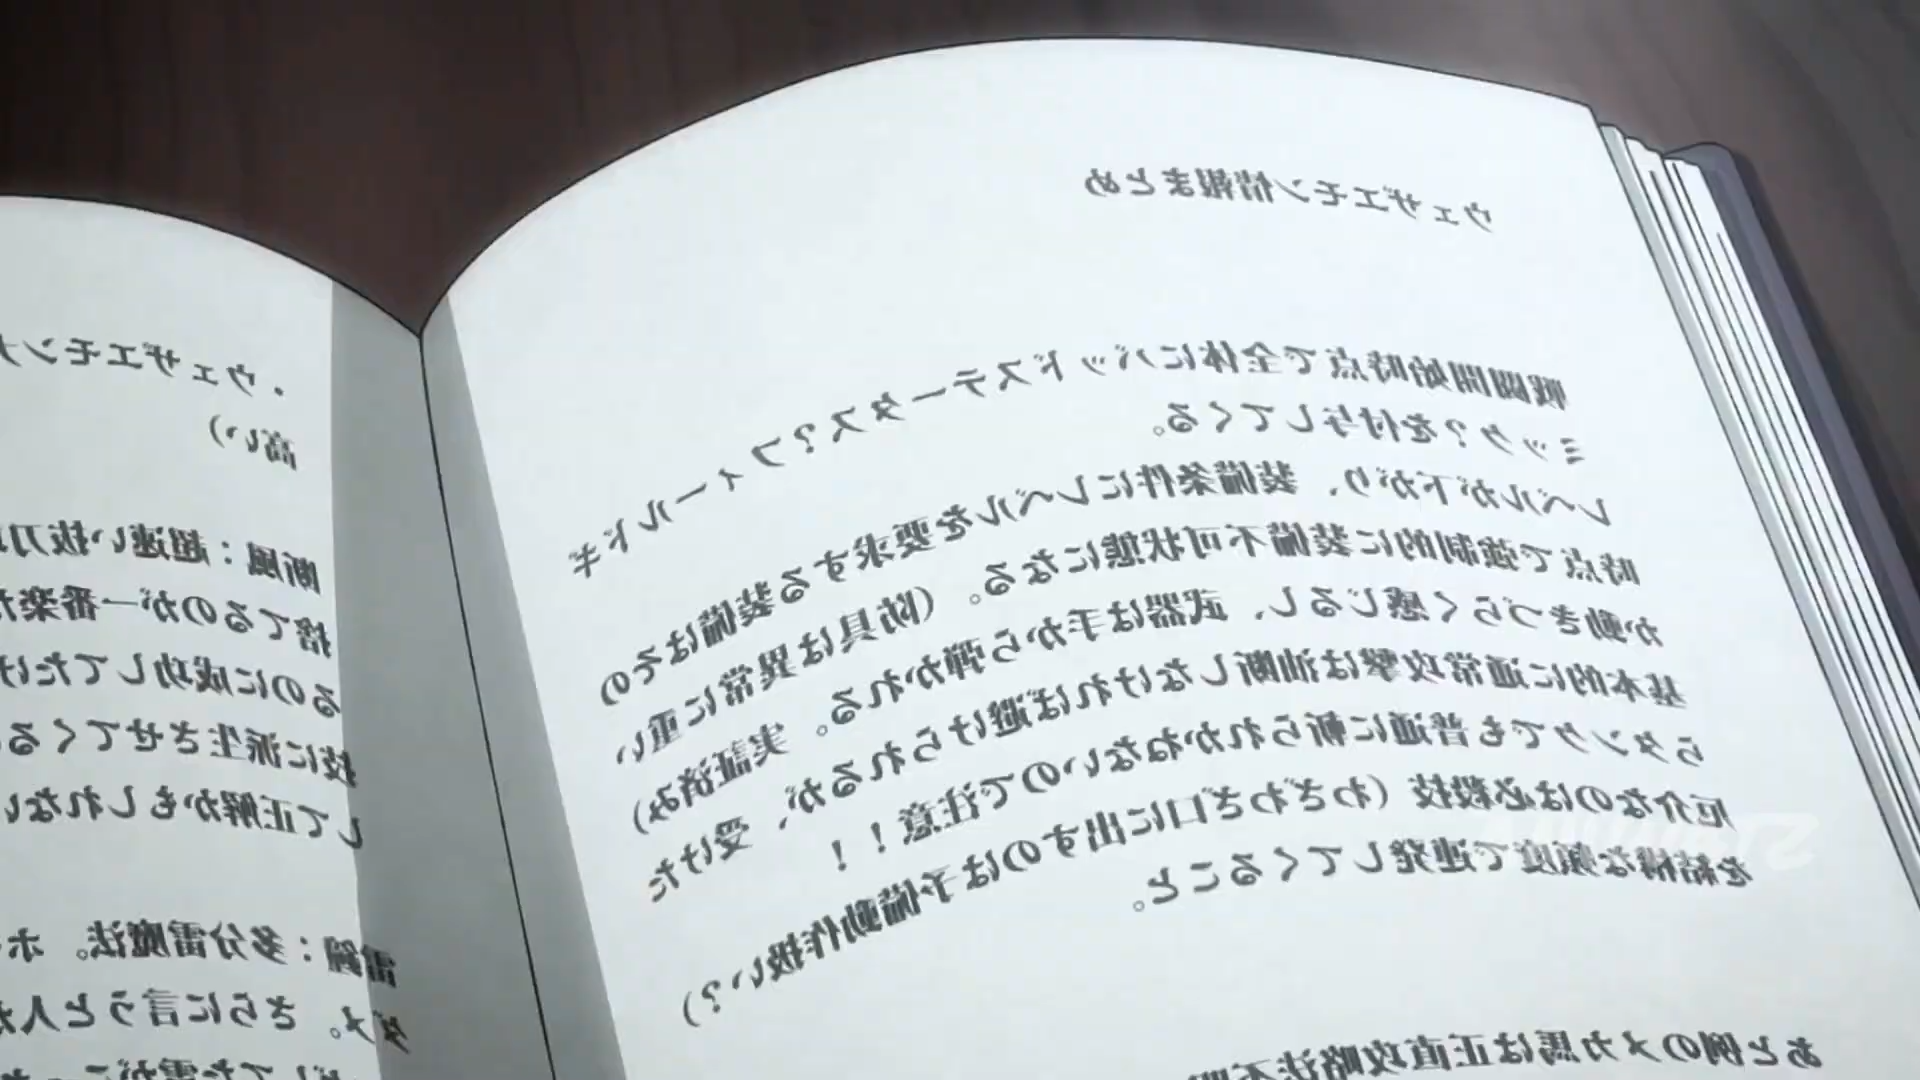 ウェザエモン情報まとめ
戦闘開始時点で全体にバッドステータス？フィールドギ
ミック？を付与してくる。
レベルが下がり、装備条件にレベルを要求する装備はその
時点で強制的に装備不可状態になる。（防具は異常に重い
か動きづらく感じるし、武器は手から弾かれる。実証済み）
基本的に通常攻撃は油断しなければ避けられるが、受けた
らタンクでも普通に斬られかねないので注意！！
厄介なのは必殺技（わざわざ口に出すのは予備動作扱い？）
を結構な頻度で連発してくること。
あと例のメカ馬は正直攻略法不明
・ウェザエモン
高い）
断風：超速い抜刀
捨てるのが一番楽
るのに成功してたけ
技に派生させてくる
して正解かもしれない
雷鐘：多分雷魔法。ホ
ダメ。さらに言うと人